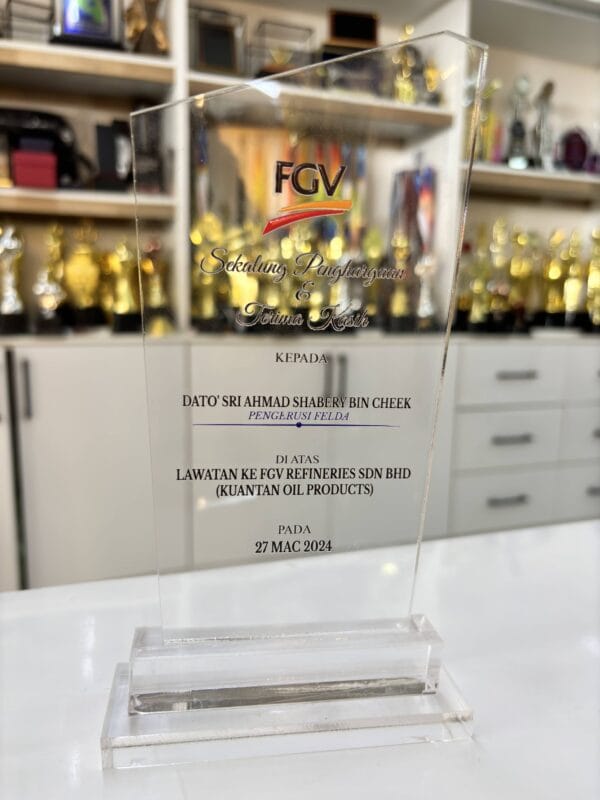 FGV
Sekalung Penghargaan
&
Terima Kasih
KEPADA
DATO' SRI AHMAD SHABERY BIN CHEEK
PENGERUSI FELDA
DI ATAS
LAWATAN KE FGV REFINERIES SDN BHD
(KUANTAN OIL PRODUCTS)
PADA
27 MAC 2024